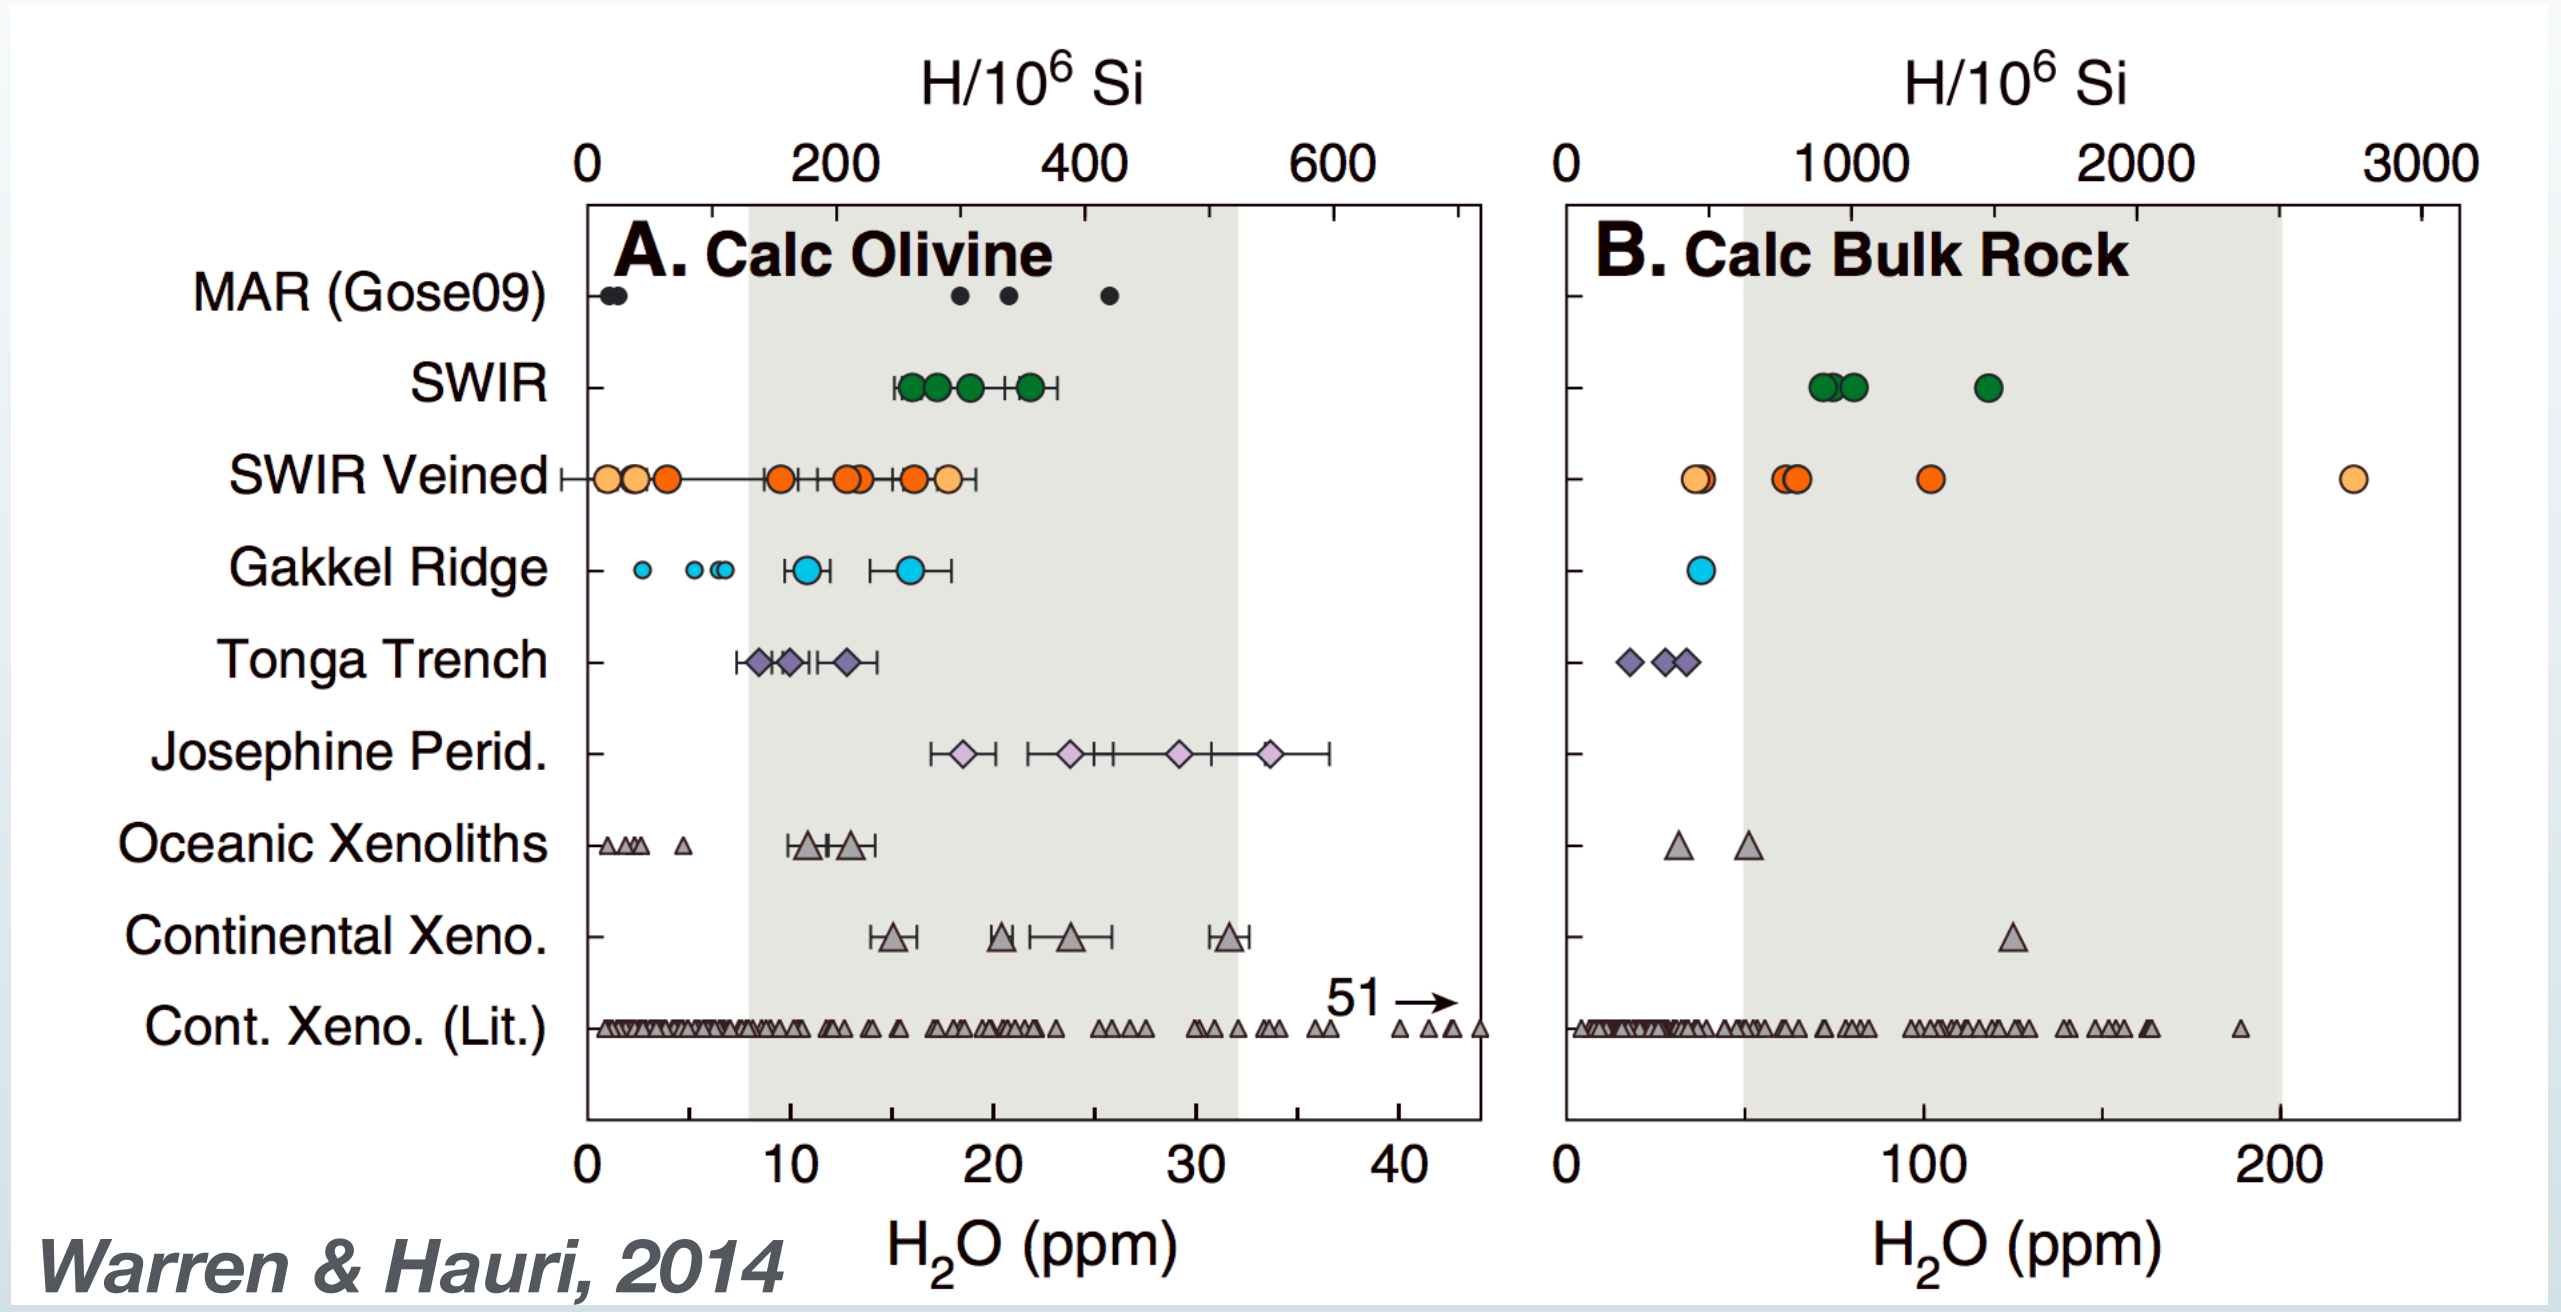 H/10⁶ Si
H/10⁶ Si
0 200 400 600
0 1000 2000 3000
A. Calc Olivine
B. Calc Bulk Rock
MAR (Gose09)
SWIR
SWIR Veined
Gakkel Ridge
Tonga Trench
Josephine Perid.
Oceanic Xenoliths
Continental Xeno.
51
Cont. Xeno. (Lit.)
0 10 20 30 40
0 100 200
H₂O (ppm)
H₂O (ppm)
Warren & Hauri, 2014